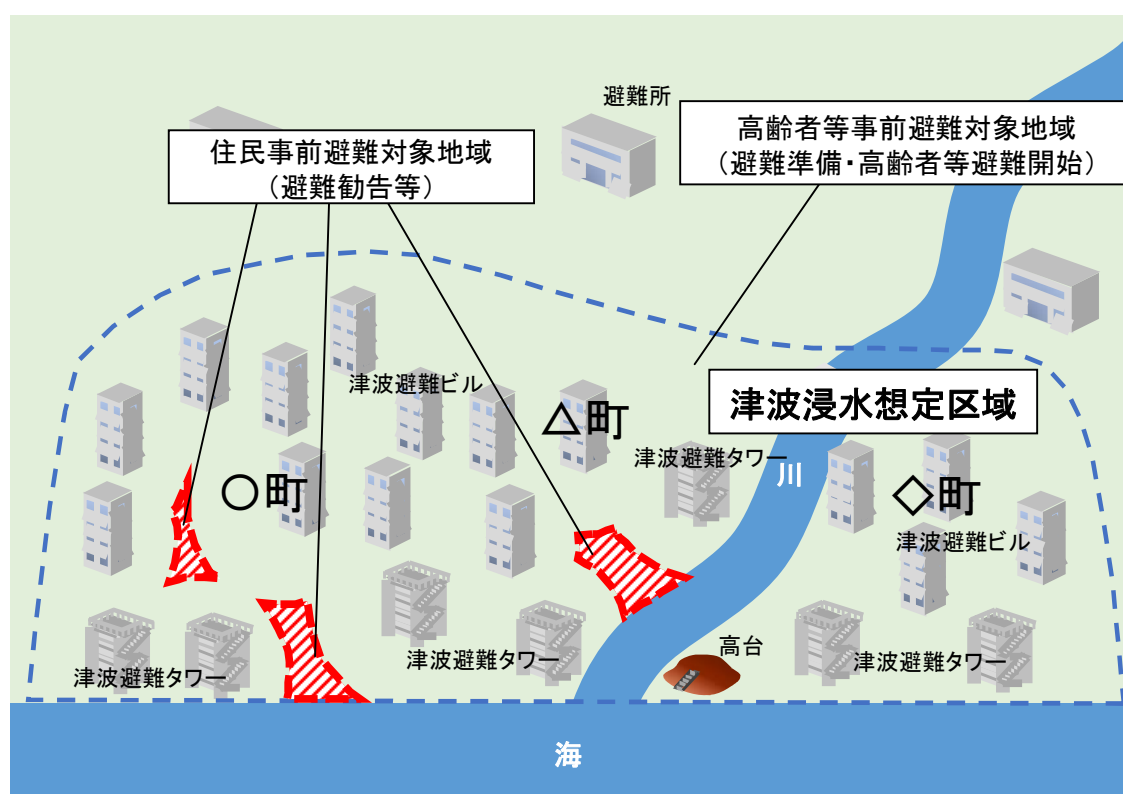 避難所
高齢者等事前避難対象地域
（避難準備・高齢者等避難開始）
住民事前避難対象地域
（避難勧告等）
津波避難ビル
津波浸水想定区域
△町
津波避難タワー
川
○町
◇町
津波避難ビル
高台
津波避難タワー
津波避難タワー
津波避難タワー
海